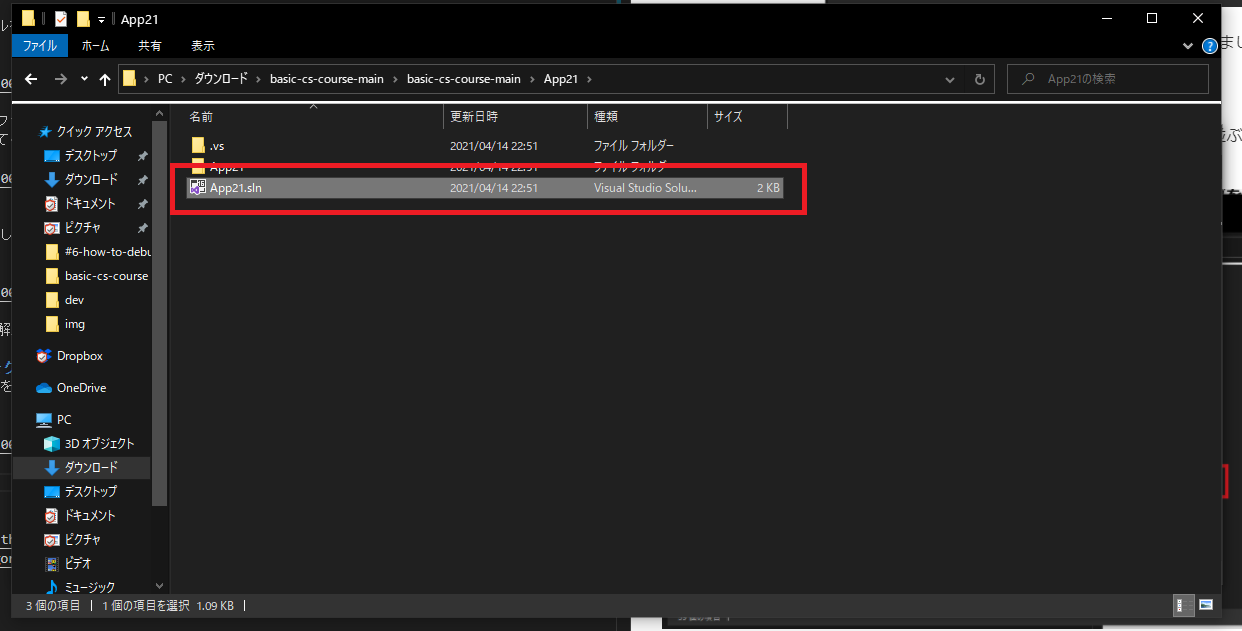 App21
ファイル ホーム 共有 表示
PC › ダウンロード › basic-cs-course-main › basic-cs-course-main › App21 ›
App21の検索
名前 更新日時 種類 サイズ
.vs 2021/04/14 22:51 ファイル フォルダー
App21 2021/04/14 22:51 ファイル フォルダー
App21.sln 2021/04/14 22:51 Visual Studio Solu... 2 KB
クイック アクセス
デスクトップ
ダウンロード
ドキュメント
ピクチャ
#6-how-to-debu
basic-cs-course
dev
img
Dropbox
OneDrive
PC
3D オブジェクト
ダウンロード
デスクトップ
ドキュメント
ピクチャ
ビデオ
ミュージック
3 個の項目 1 個の項目を選択 1.09 KB